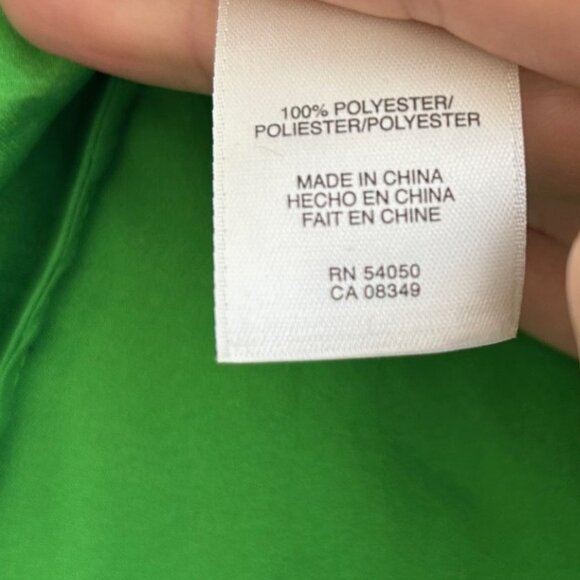 100% POLYESTER/
POLIESTER/POLYESTER
MADE IN CHINA
HECHO EN CHINA
FAIT EN CHINE
RN 54050
CA 08349